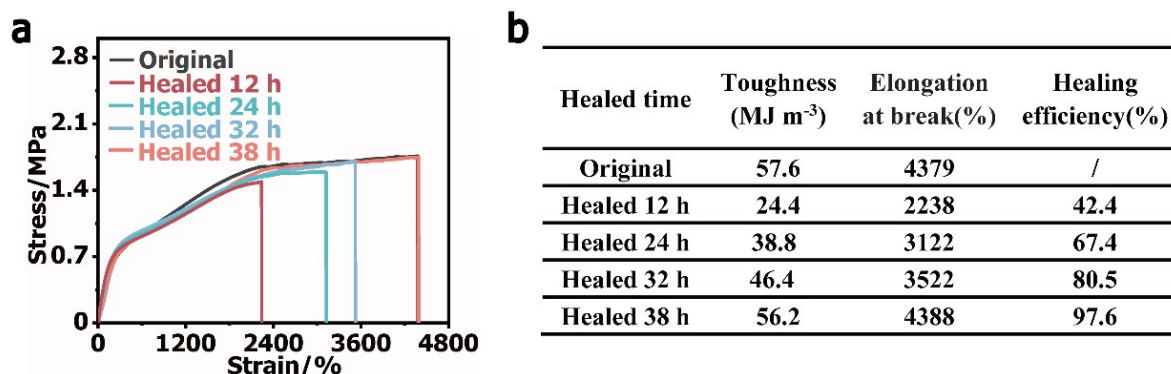 a
2.8
2.1
1.4
0.7
0
Stress/MPa
Original
Healed 12 h
Healed 24 h
Healed 32 h
Healed 38 h
0 1200 2400 3600 4800
Strain/%
b
Healed time Toughness (MJ m⁻³) Elongation at break(%) Healing efficiency(%)
Original 57.6 4379 /
Healed 12 h 24.4 2238 42.4
Healed 24 h 38.8 3122 67.4
Healed 32 h 46.4 3522 80.5
Healed 38 h 56.2 4388 97.6